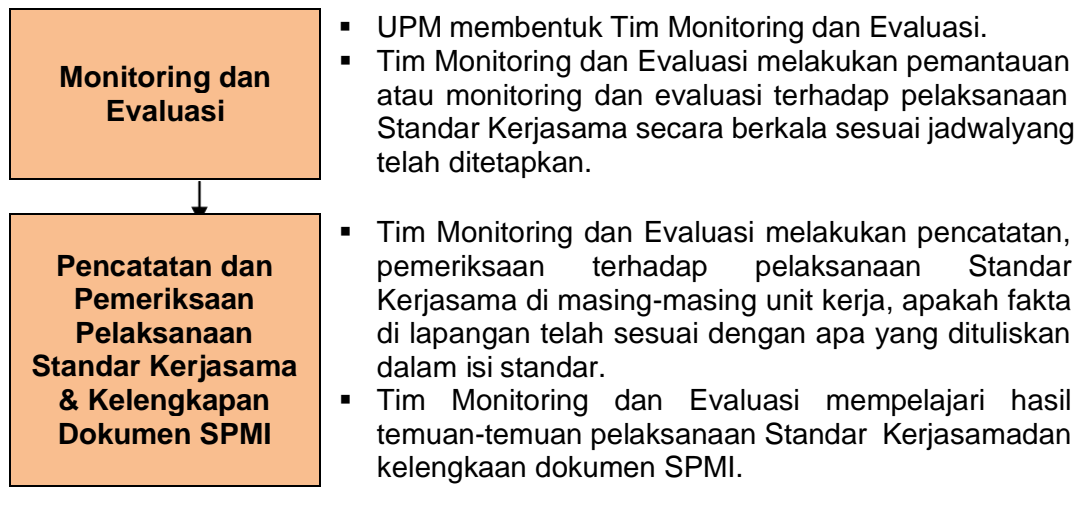 Monitoring dan
Evaluasi
▪ UPM membentuk Tim Monitoring dan Evaluasi.
▪ Tim Monitoring dan Evaluasi melakukan pemantauan
atau monitoring dan evaluasi terhadap pelaksanaan
Standar Kerjasama secara berkala sesuai jadwalyang
telah ditetapkan.
Pencatatan dan
Pemeriksaan
Pelaksanaan
Standar Kerjasama
& Kelengkapan
Dokumen SPMI
▪ Tim Monitoring dan Evaluasi melakukan pencatatan,
pemeriksaan terhadap pelaksanaan Standar
Kerjasama di masing-masing unit kerja, apakah fakta
di lapangan telah sesuai dengan apa yang dituliskan
dalam isi standar.
▪ Tim Monitoring dan Evaluasi mempelajari hasil
temuan-temuan pelaksanaan Standar Kerjasamadan
kelengkaan dokumen SPMI.